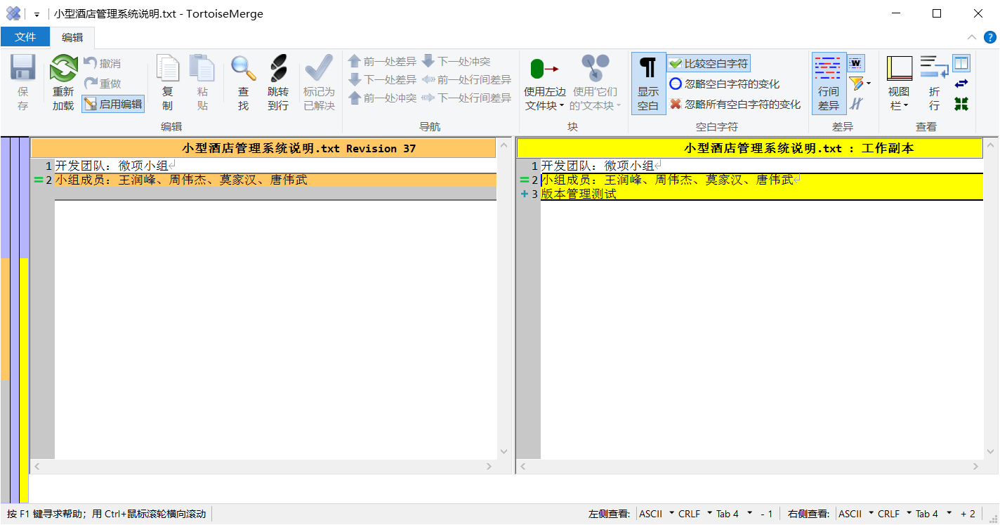 小型酒店管理系统说明.txt - TortoiseMerge
文件 编辑
保存
重新加载
撤消
重做
启用编辑
复制
粘贴
查找
跳转到行
标记为已解决
编辑
前一处差异 下一处冲突
下一处差异 前一处行间差异
前一处冲突 下一处行间差异
导航
使用左边文件块
使用'它们的'文本块
块
显示空白
比较空白字符
忽略空白字符的变化
忽略所有空白字符的变化
空白字符
行间差异
差异
视图栏
折行
查看
小型酒店管理系统说明.txt Revision 37
1 开发团队：微项小组
2 小组成员：王润峰、周伟杰、莫家汉、唐伟武
小型酒店管理系统说明.txt : 工作副本
1 开发团队：微项小组
2 小组成员：王润峰、周伟杰、莫家汉、唐伟武
3 版本管理测试
按 F1 键寻求帮助；用 Ctrl+鼠标滚轮横向滚动
左侧查看: ASCII CRLF Tab 4 - 1 右侧查看: ASCII CRLF Tab 4 + 2